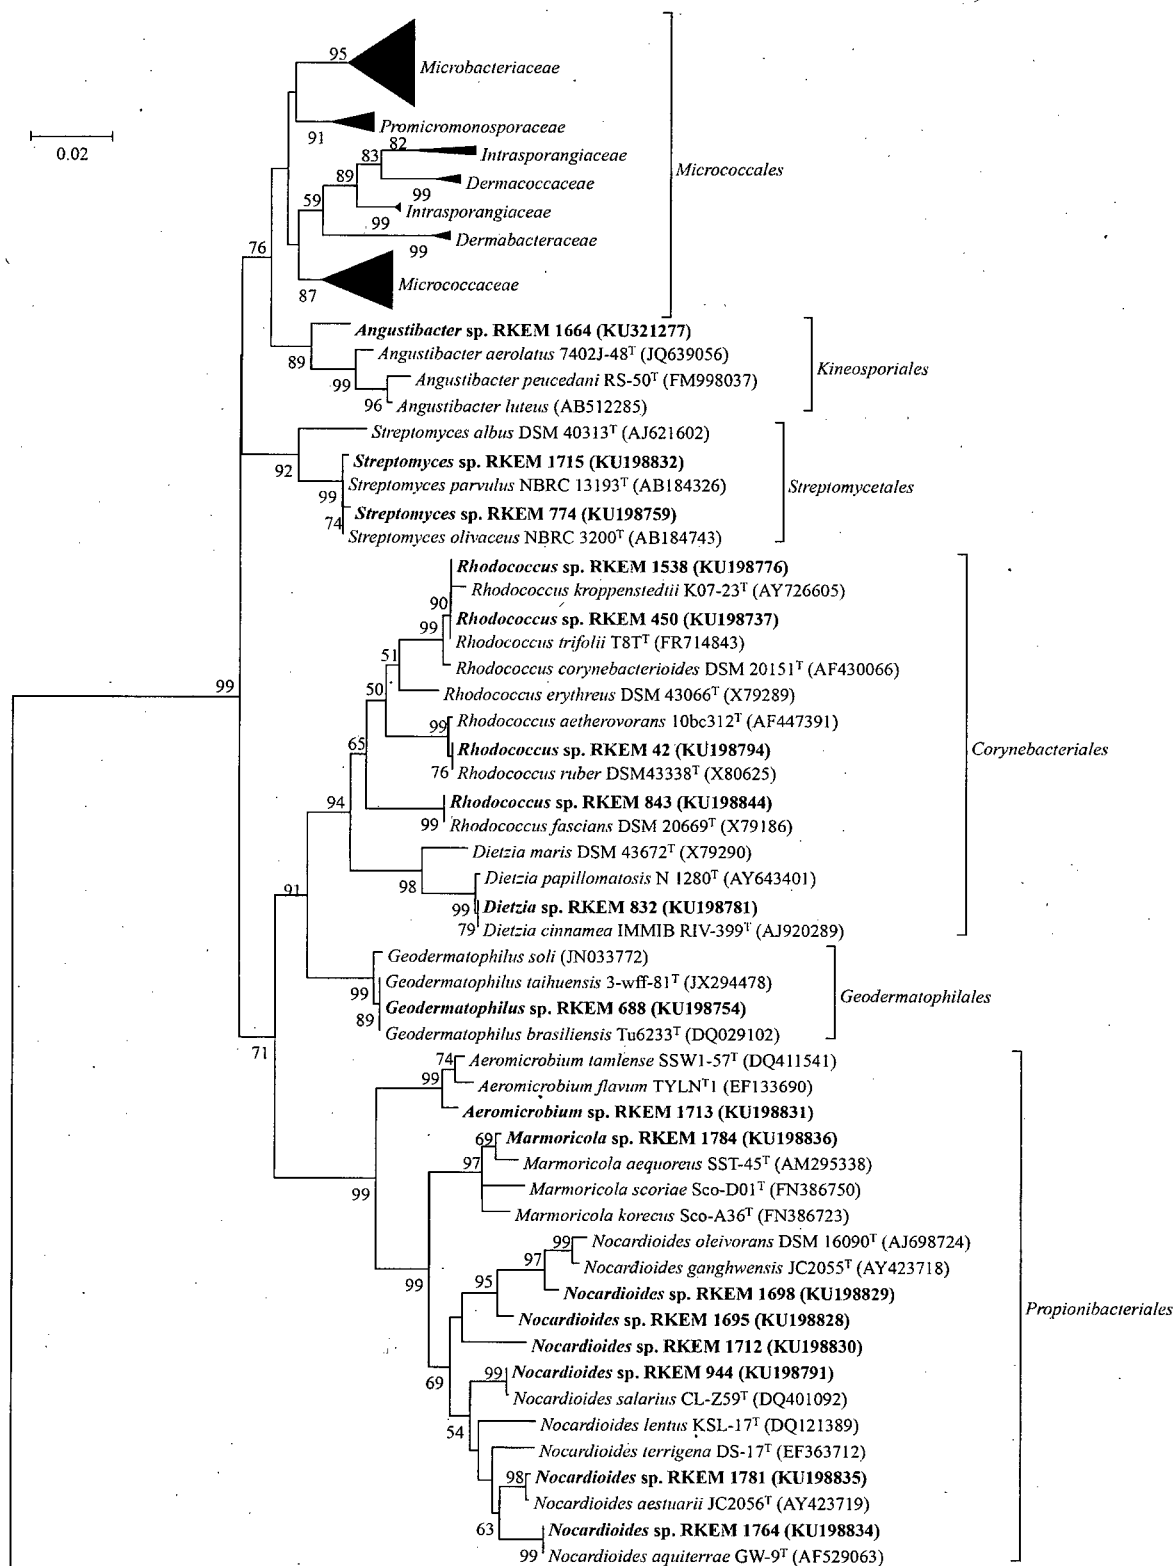 95
Microbacteriaceae
91
Promicromonosporaceae
0.02
82
Intrasporangiaceae
83
Dermacoccaceae
99
89
Intrasporangiaceae
99
59
Dermabacteraceae
99
Micrococcales
76
Micrococcaceae
87
Angustibacter sp. RKEM 1664 (KU321277)
89
Angustibacter aerolatus 7402J-48ᵀ (JQ639056)
99
Angustibacter peucedani RS-50ᵀ (FM998037)
96
Angustibacter luteus (AB512285)
Kineosporiales
Streptomyces albus DSM 40313ᵀ (AJ621602)
92
Streptomyces sp. RKEM 1715 (KU198832)
99
Streptomyces parvulus NBRC 13193ᵀ (AB184326)
74
Streptomyces sp. RKEM 774 (KU198759)
Streptomyces olivaceus NBRC 3200ᵀ (AB184743)
Streptomycetales
Rhodococcus sp. RKEM 1538 (KU198776)
90
Rhodococcus kroppenstedtii K07-23ᵀ (AY726605)
99
Rhodococcus sp. RKEM 450 (KU198737)
Rhodococcus trifolii T8Tᵀ (FR714843)
51
Rhodococcus corynebacterioides DSM 20151ᵀ (AF430066)
50
Rhodococcus erythreus DSM 43066ᵀ (X79289)
99
Rhodococcus aetherovorans 10bc312ᵀ (AF447391)
65
Rhodococcus sp. RKEM 42 (KU198794)
76
Rhodococcus ruber DSM43338ᵀ (X80625)
94
Rhodococcus sp. RKEM 843 (KU198844)
99
Rhodococcus fascians DSM 20669ᵀ (X79186)
Dietzia maris DSM 43672ᵀ (X79290)
98
Dietzia papillomatosis N 1280ᵀ (AY643401)
99
Dietzia sp. RKEM 832 (KU198781)
79
Dietzia cinnamea IMMIB RIV-399ᵀ (AJ920289)
Corynebacteriales
99
91
Geodermatophilus soli (JN033772)
Geodermatophilus taihuensis 3-wff-81ᵀ (JX294478)
99
Geodermatophilus sp. RKEM 688 (KU198754)
89
Geodermatophilus brasiliensis Tu6233ᵀ (DQ029102)
Geodermatophilales
71
74
Aeromicrobium tamlense SSW1-57ᵀ (DQ411541)
99
Aeromicrobium flavum TYLNᵀ1 (EF133690)
Aeromicrobium sp. RKEM 1713 (KU198831)
69
Marmoricola sp. RKEM 1784 (KU198836)
97
Marmoricola aequoreus SST-45ᵀ (AM295338)
99
Marmoricola scoriae Sco-D01ᵀ (FN386750)
Marmoricola korecus Sco-A36ᵀ (FN386723)
99
Nocardioides oleivorans DSM 16090ᵀ (AJ698724)
97
Nocardioides ganghwensis JC2055ᵀ (AY423718)
99
95
Nocardioides sp. RKEM 1698 (KU198829)
Nocardioides sp. RKEM 1695 (KU198828)
Nocardioides sp. RKEM 1712 (KU198830)
69
99
Nocardioides sp. RKEM 944 (KU198791)
Nocardioides salarius CL-Z59ᵀ (DQ401092)
54
Nocardioides lentus KSL-17ᵀ (DQ121389)
Nocardioides terrigena DS-17ᵀ (EF363712)
98
Nocardioides sp. RKEM 1781 (KU198835)
Nocardioides aestuarii JC2056ᵀ (AY423719)
63
Nocardioides sp. RKEM 1764 (KU198834)
99
Nocardioides aquiterrae GW-9ᵀ (AF529063)
Propionibacteriales